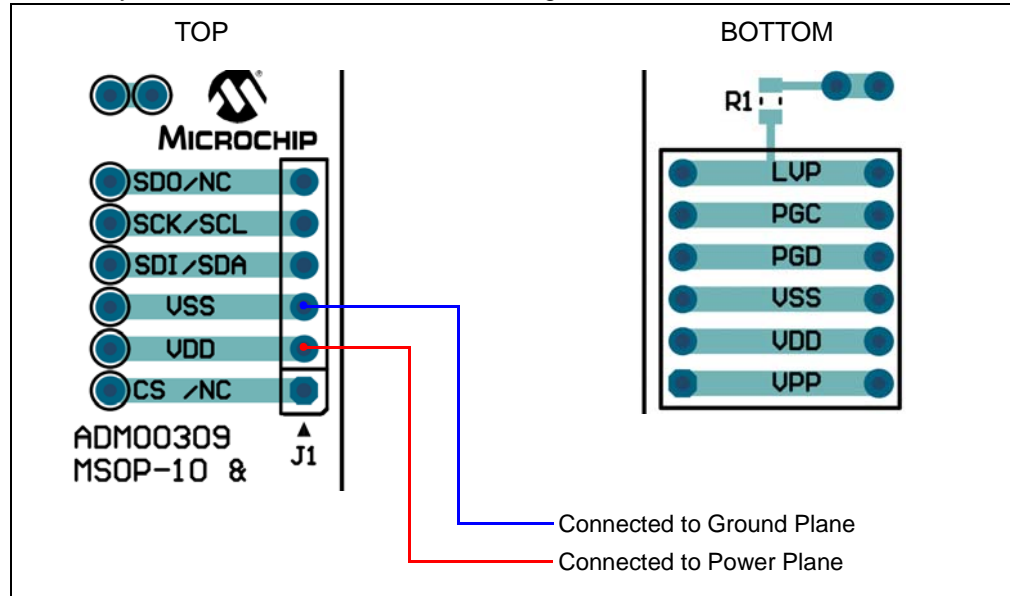 TOP
BOTTOM
MICROCHIP
®
SDO/NC
SCK/SCL
SDI/SDA
VSS
VDD
CS /NC
ADM00309
MSOP-10 &
J1
R1
LVP
PGC
PGD
VSS
VDD
VPP
Connected to Ground Plane
Connected to Power Plane